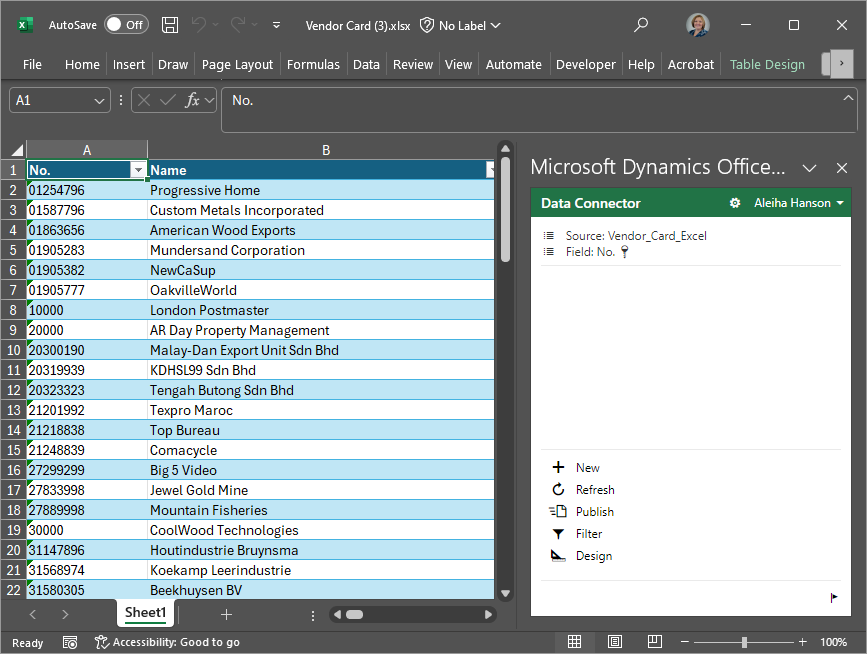 AutoSave Off Vendor Card (3).xlsx No Label
File Home Insert Draw Page Layout Formulas Data Review View Automate Developer Help Acrobat Table Design
A1 fx No.
A B
1 No. Name
2 01254796 Progressive Home
3 01587796 Custom Metals Incorporated
4 01863656 American Wood Exports
5 01905283 Mundersand Corporation
6 01905382 NewCaSup
7 01905777 OakvilleWorld
8 10000 London Postmaster
9 20000 AR Day Property Management
10 20300190 Malay-Dan Export Unit Sdn Bhd
11 20319939 KDHSL99 Sdn Bhd
12 20323323 Tengah Butong Sdn Bhd
13 21201992 Texpro Maroc
14 21218838 Top Bureau
15 21248839 Comacycle
16 27299299 Big 5 Video
17 27833998 Jewel Gold Mine
18 27889998 Mountain Fisheries
19 30000 CoolWood Technologies
20 31147896 Houtindustrie Bruynsma
21 31568974 Koekamp Leerindustrie
22 31580305 Beekhuysen BV
Microsoft Dynamics Office...
Data Connector Aleiha Hanson
Source: Vendor_Card_Excel
Field: No.
New
Refresh
Publish
Filter
Design
Sheet1
Ready Accessibility: Good to go 100%